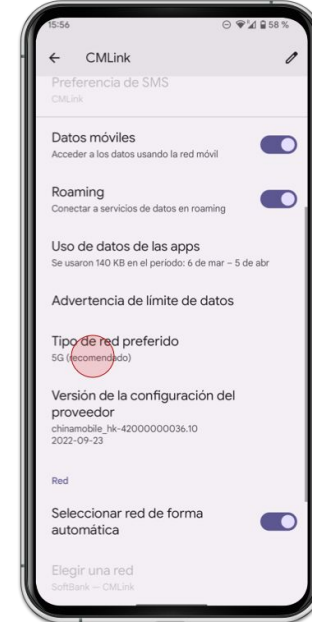 15:56
58 %
CMLink
Preferencia de SMS
CMLink
Datos móviles
Acceder a los datos usando la red móvil
Roaming
Conectar a servicios de datos en roaming
Uso de datos de las apps
Se usaron 140 KB en el periodo: 6 de mar – 5 de abr
Advertencia de límite de datos
Tipo de red preferido
5G (recomendado)
Versión de la configuración del
proveedor
chinamobile_hk-42000000036.10
2022-09-23
Red
Seleccionar red de forma
automática
Elegir una red
SoftBank — CMLink